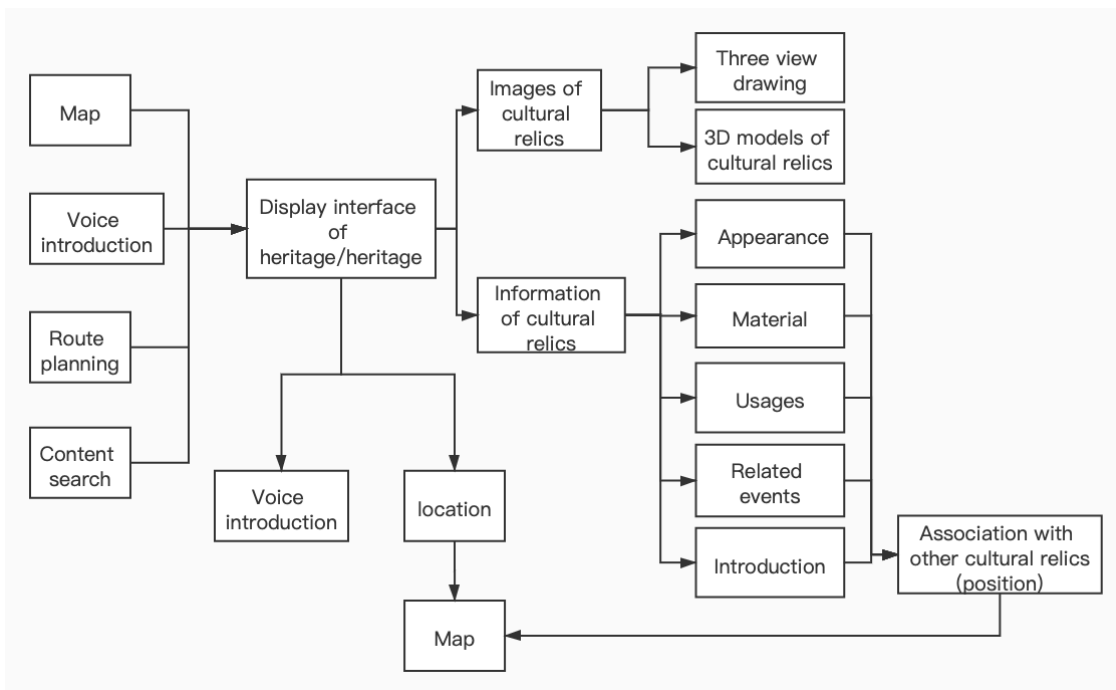 Map
Voice
introduction
Route
planning
Content
search
Display interface
of
heritage/heritage
Voice
introduction
location
Map
Images of
cultural
relics
Information
of cultural
relics
Three view
drawing
3D models of
cultural relics
Appearance
Material
Usages
Related
events
Introduction
Association with
other cultural relics
(position)